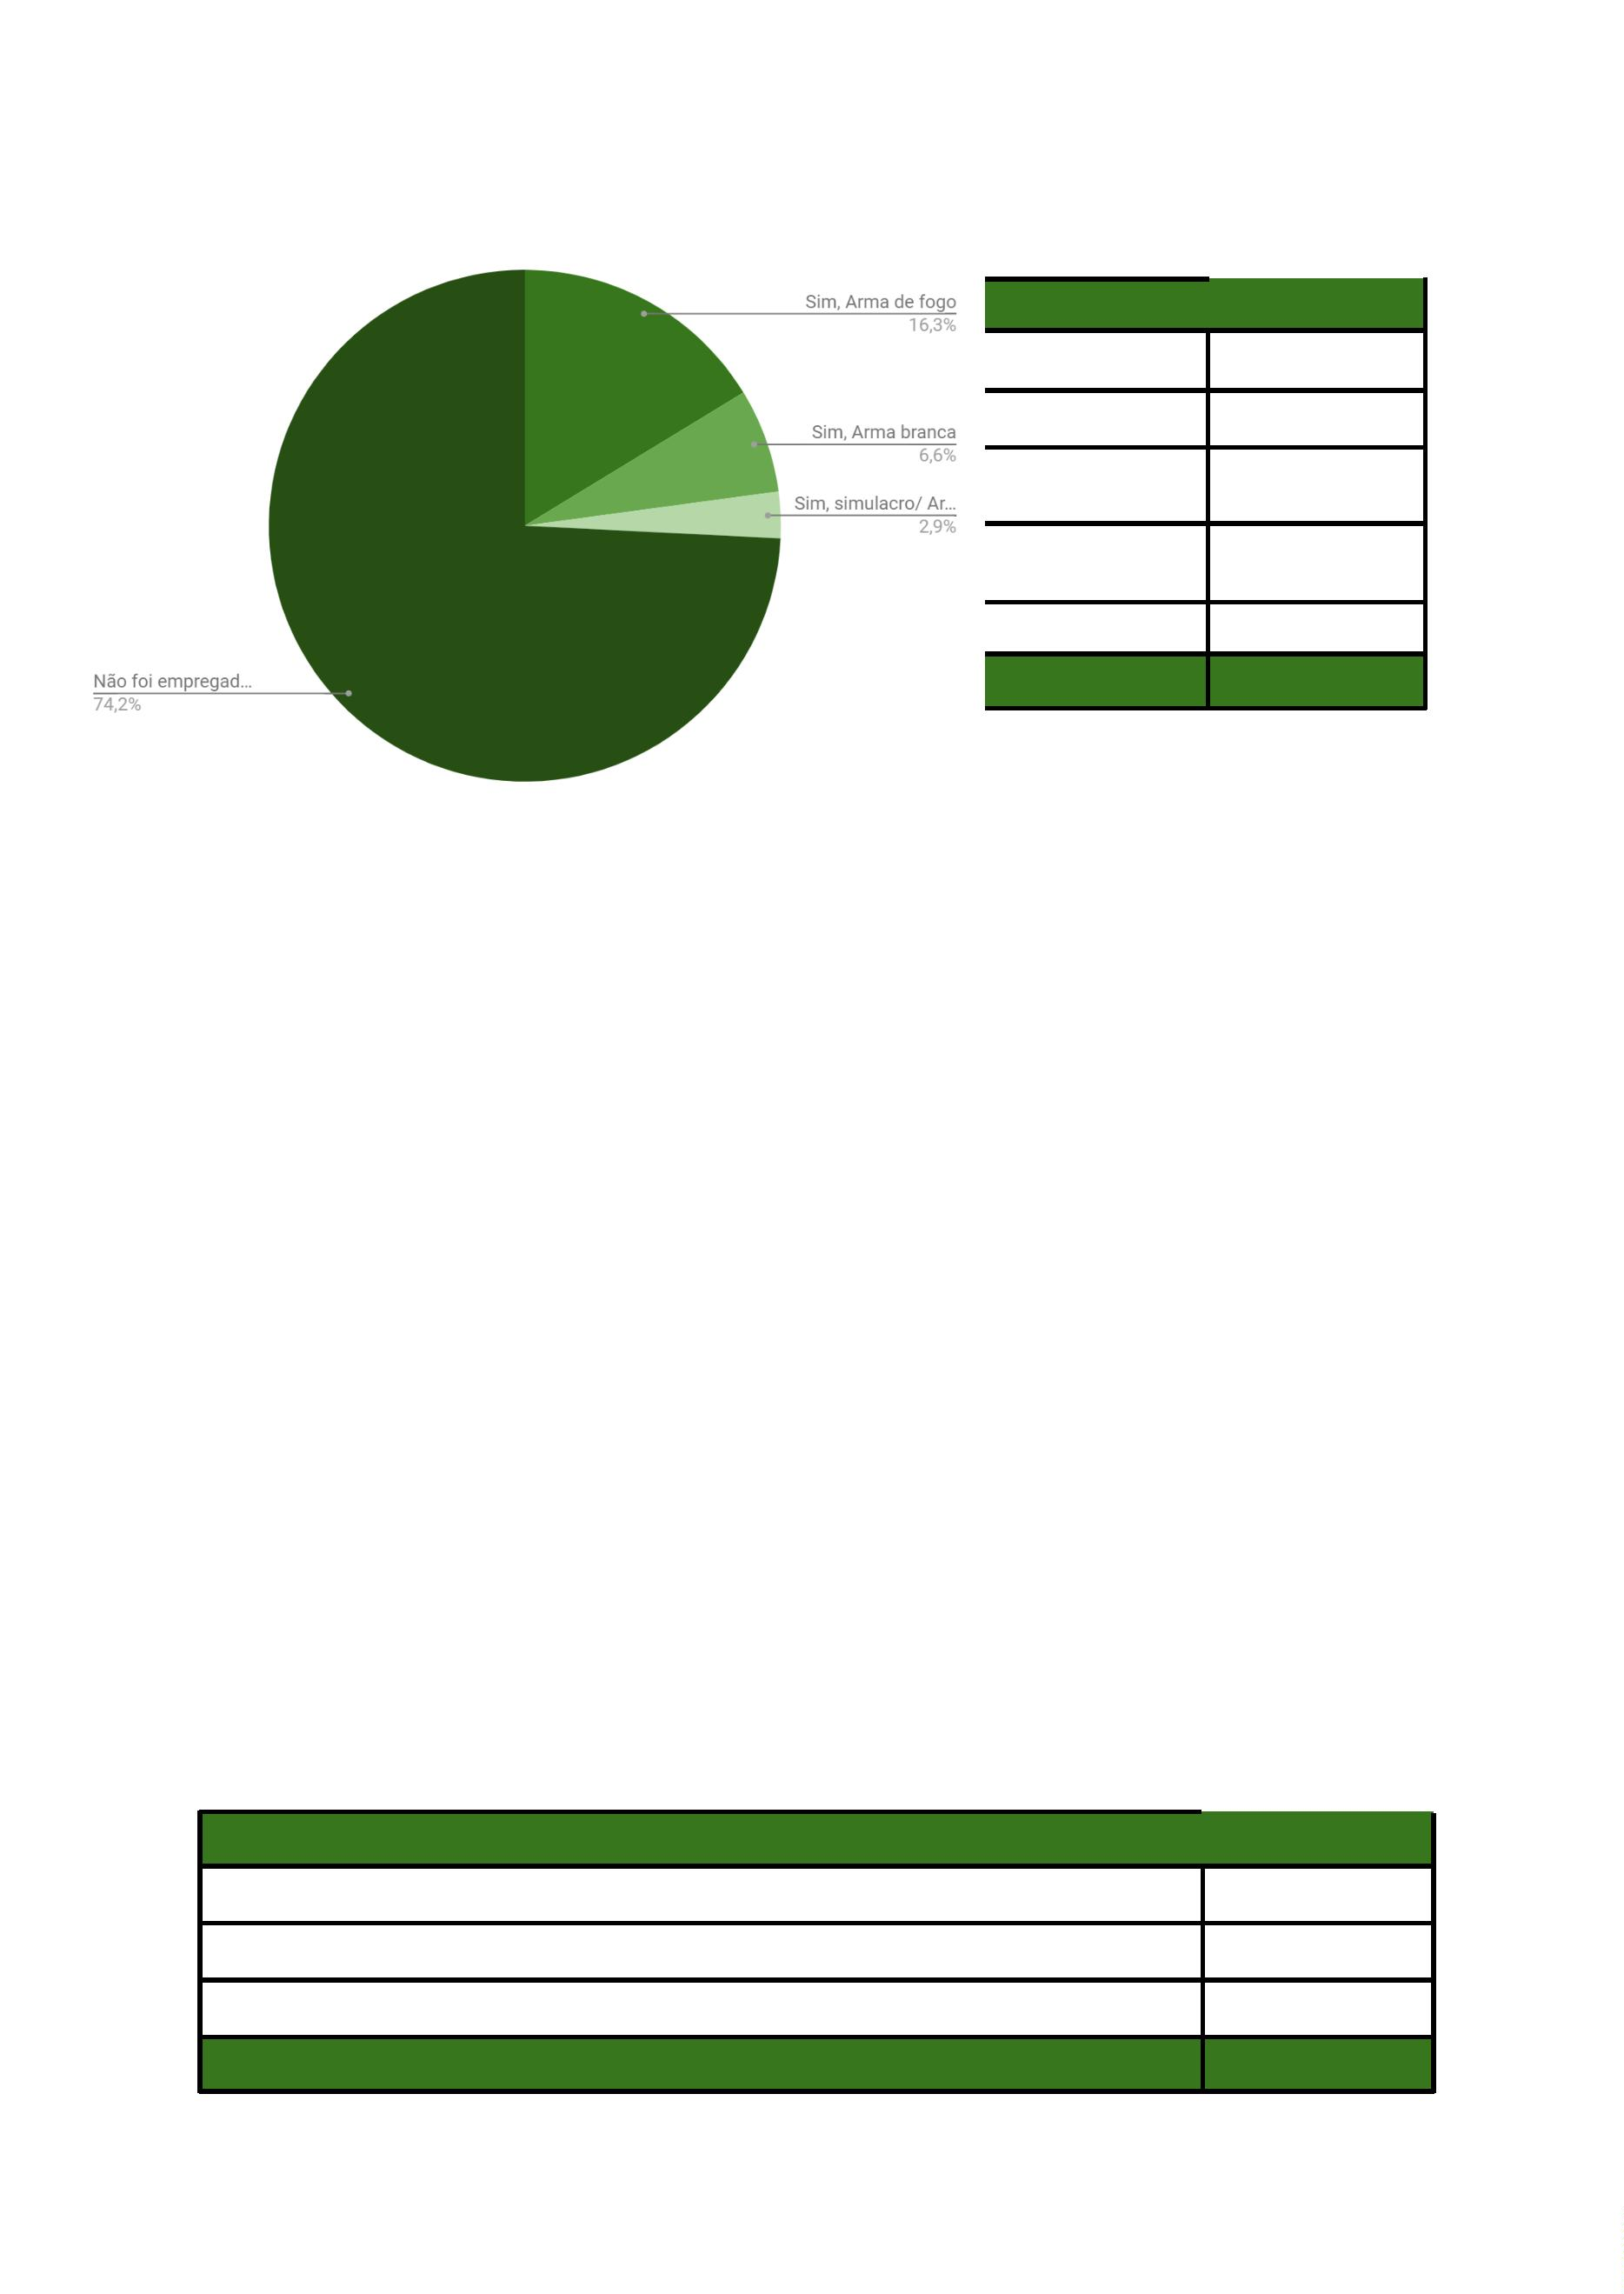 Sim, Arma de fogo
16,3%
Sim, Arma branca
6,6%
Sim, simulacro/ Ar...
2,9%
Não foi empregad...
74,2%